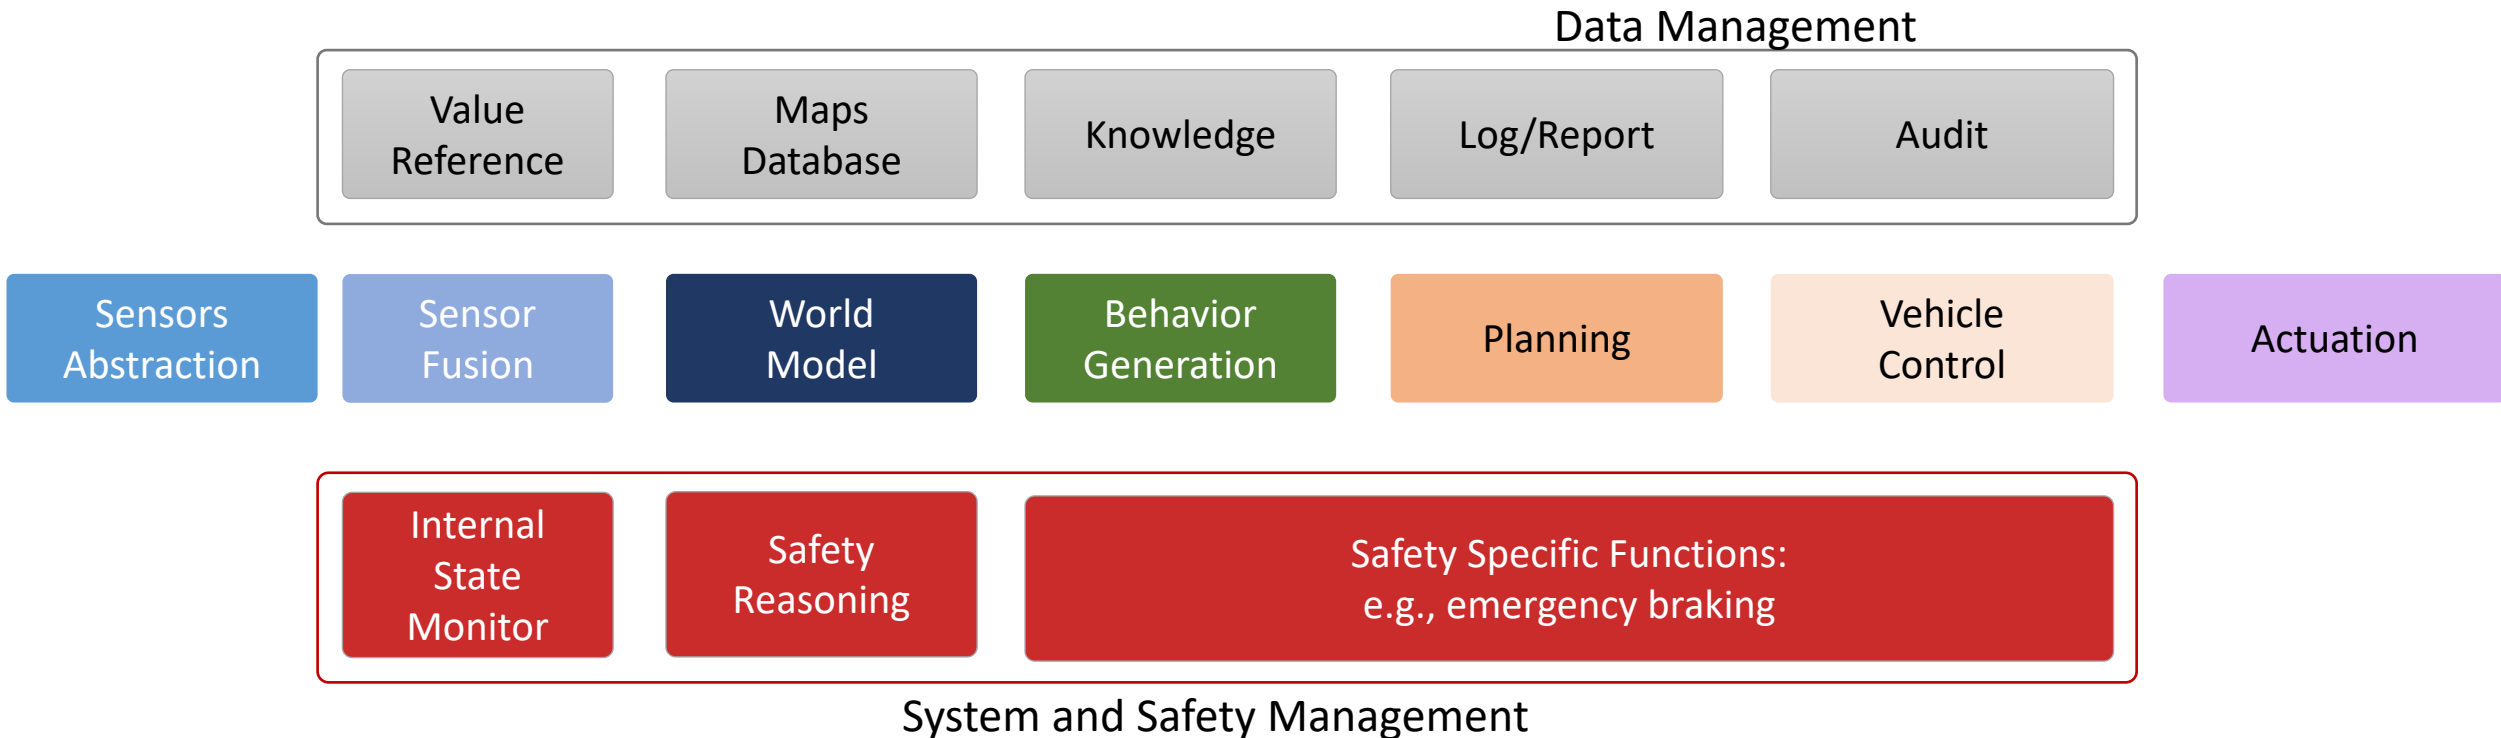 Data Management
Value
Reference
Maps
Database
Knowledge
Log/Report
Audit
Sensors
Abstraction
Sensor
Fusion
World
Model
Behavior
Generation
Planning
Vehicle
Control
Actuation
Internal
State
Monitor
Safety
Reasoning
Safety Specific Functions:
e.g., emergency braking
System and Safety Management